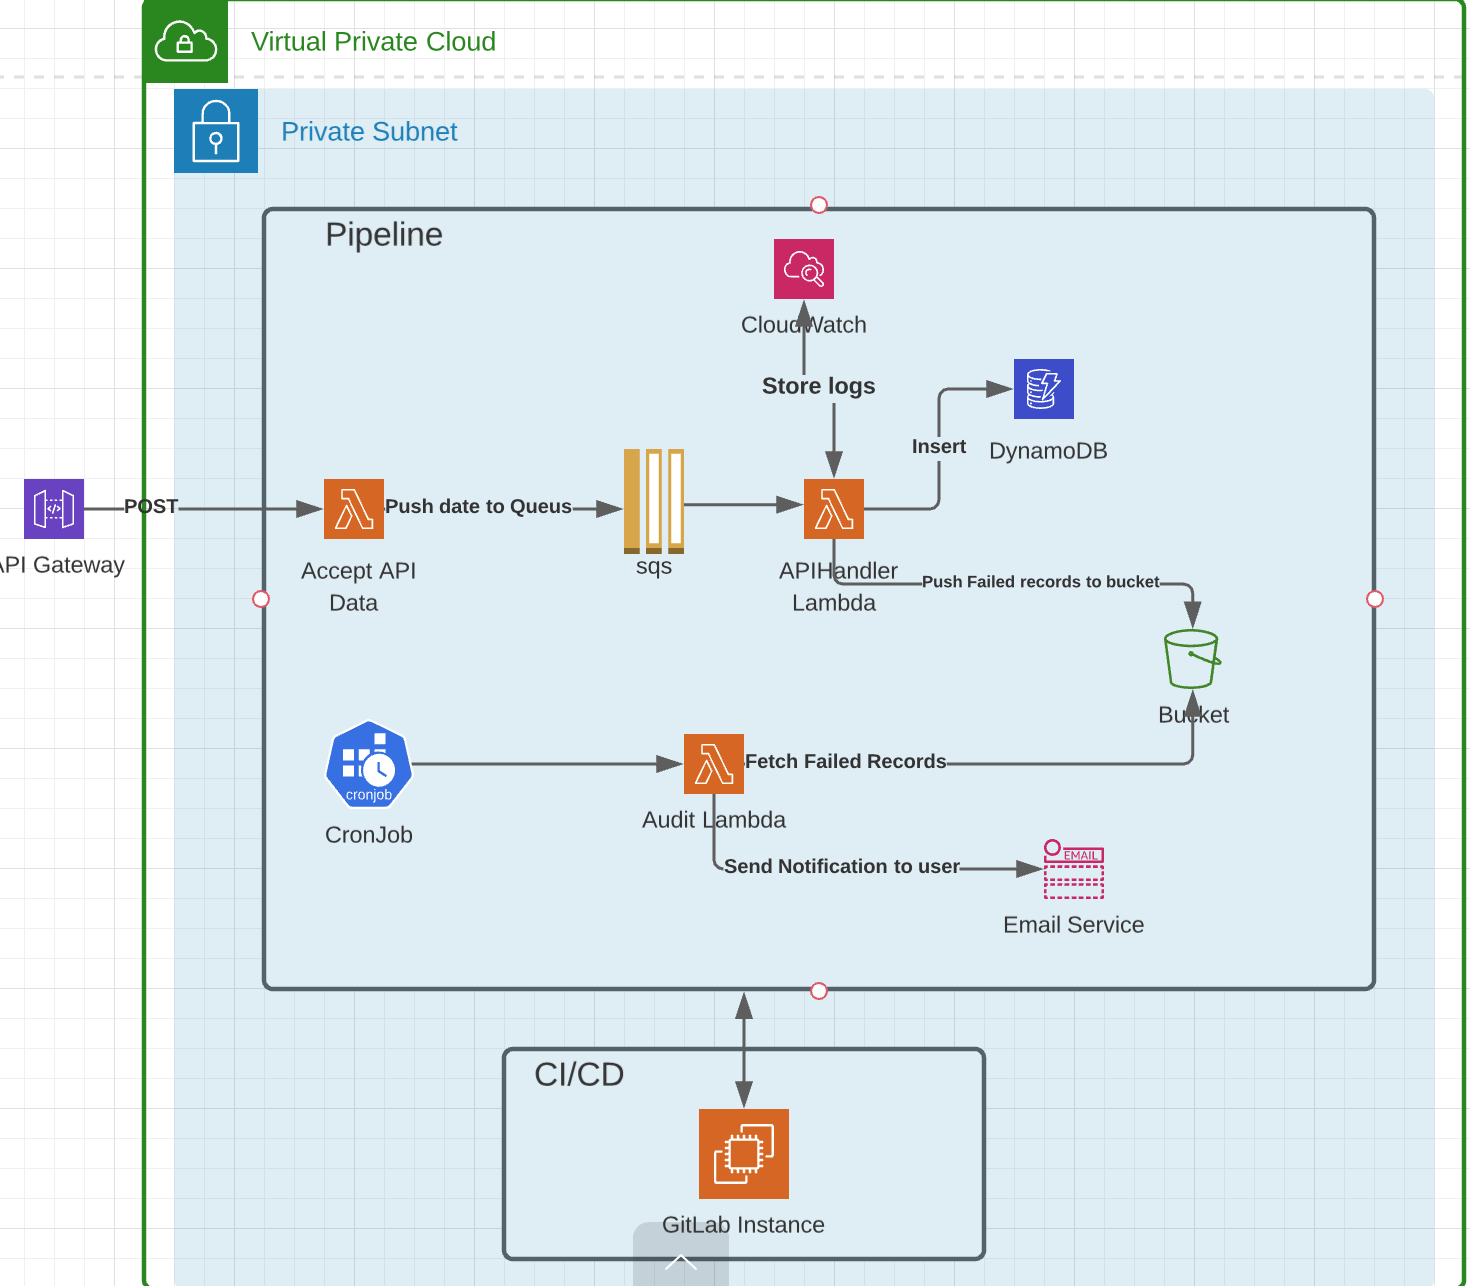 Virtual Private Cloud
Private Subnet
Pipeline
CloudWatch
Store logs
Insert
DynamoDB
POST
Push date to Queus
API Gateway
sqs
Accept API
Data
APIHandler
Lambda
Push Failed records to bucket
Bucket
Fetch Failed Records
cronjob
CronJob
Audit Lambda
EMAIL
Send Notification to user
Email Service
CI/CD
GitLab Instance